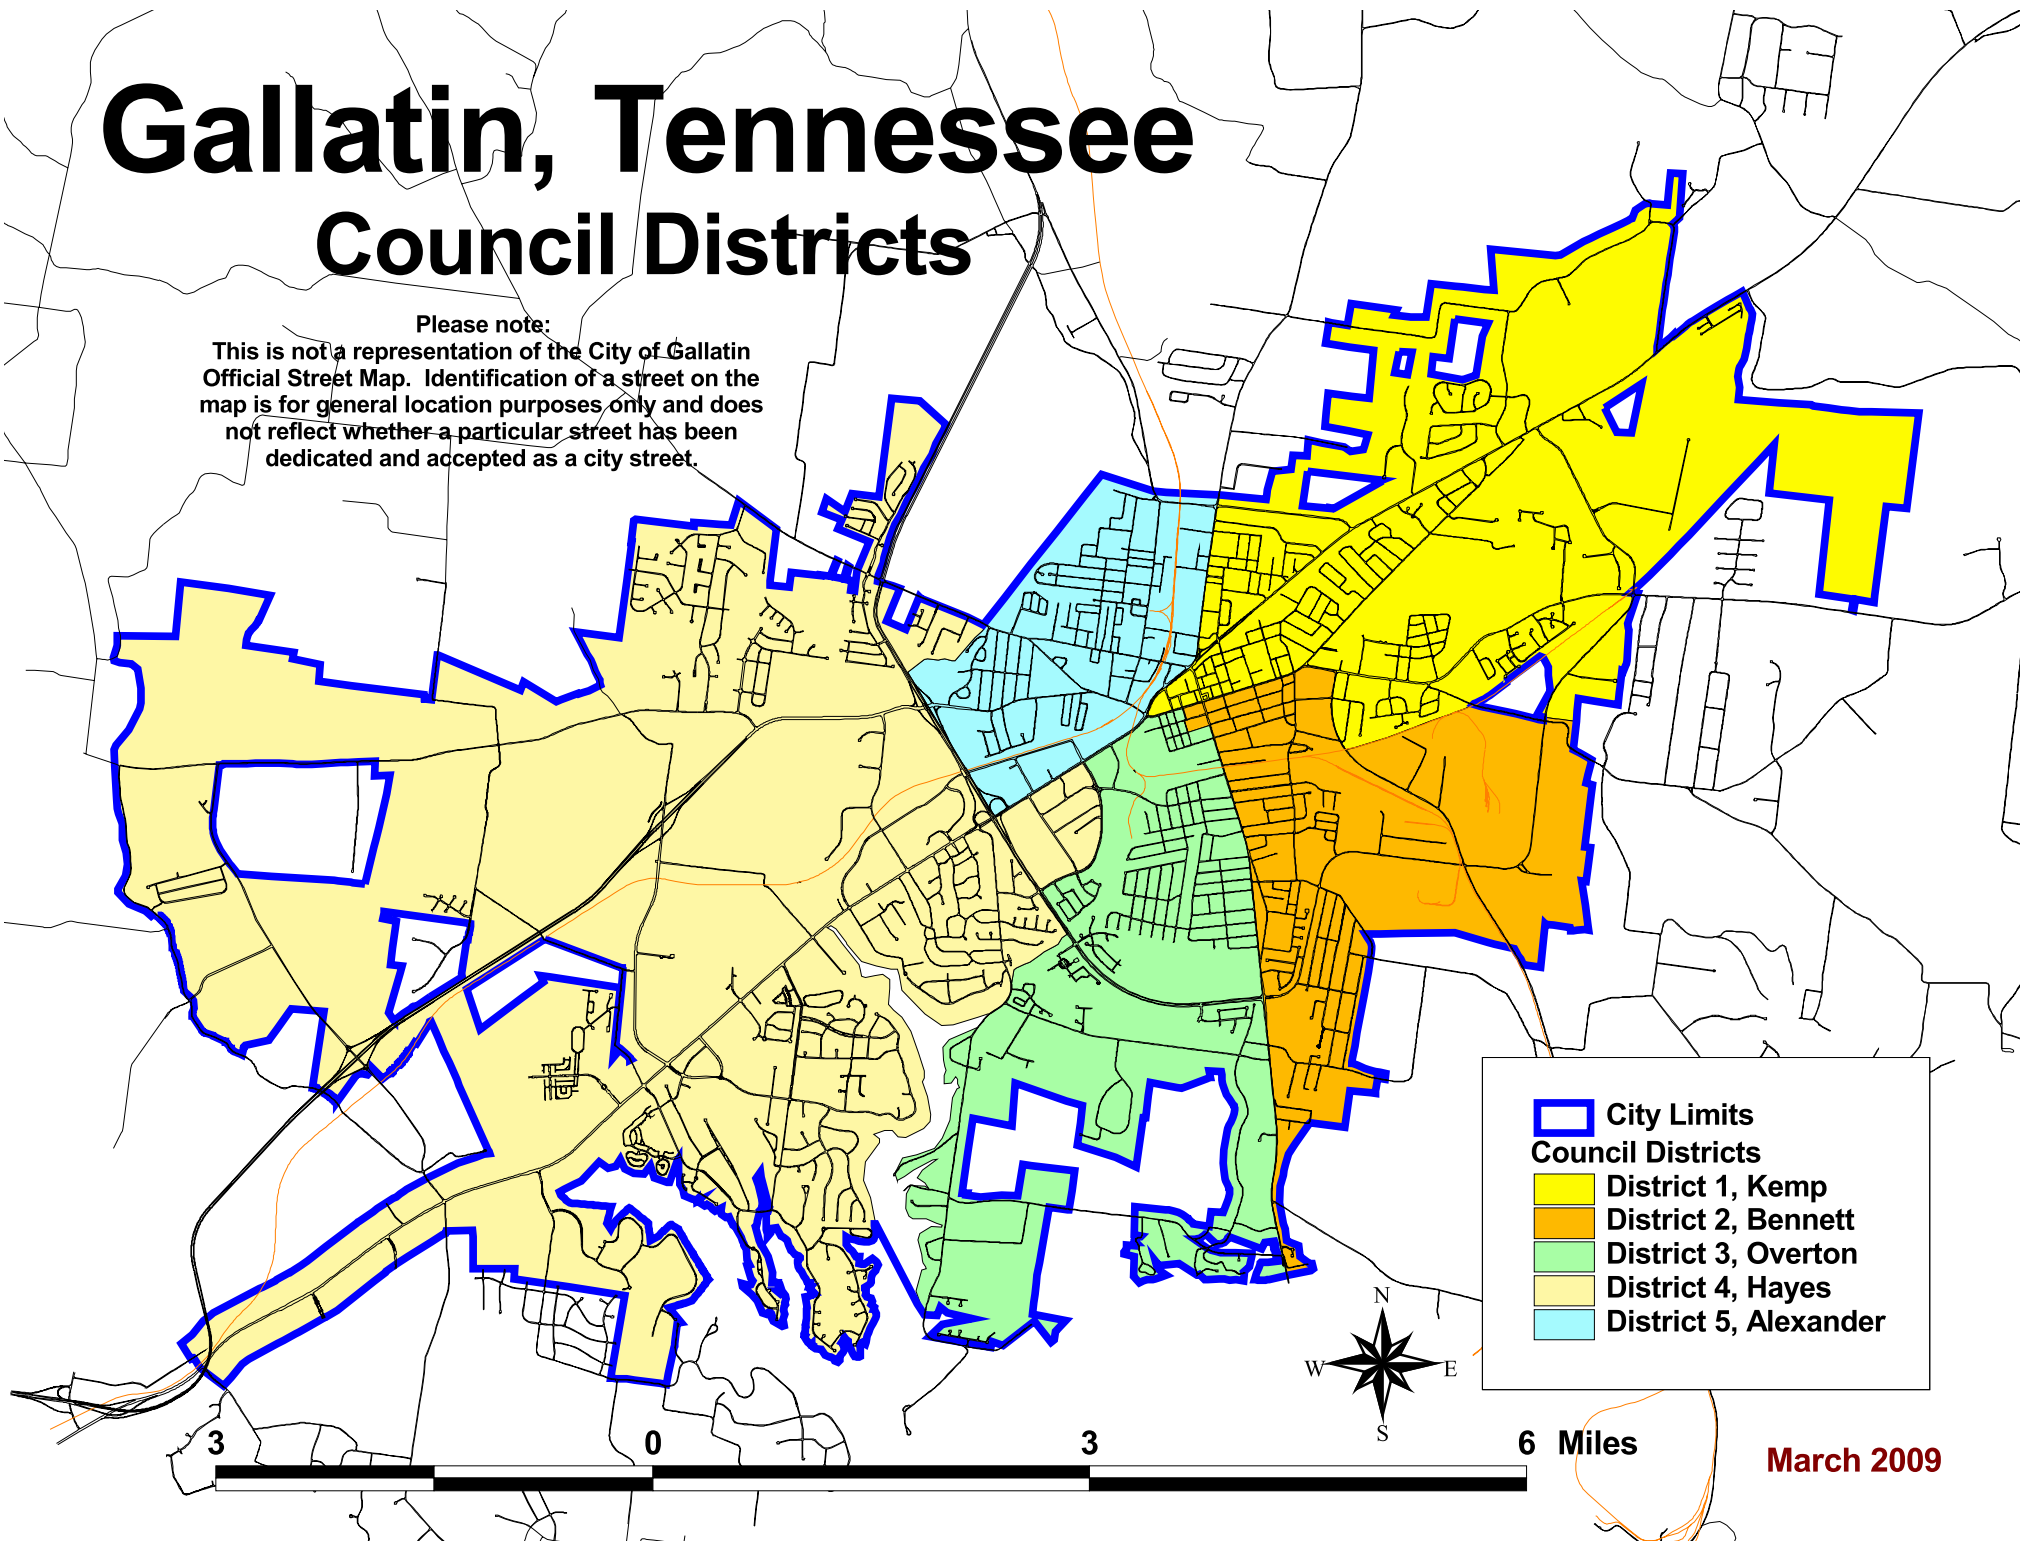 Gallatin, Tennessee
Council Districts
Please note:
This is not a representation of the City of Gallatin
Official Street Map.  Identification of a street on the
map is for general location purposes only and does
not reflect whether a particular street has been
dedicated and accepted as a city street.
City Limits
Council Districts
District 1, Kemp
District 2, Bennett
District 3, Overton
District 4, Hayes
District 5, Alexander
N
W
E
S
3
0
3
6 Miles
March 2009